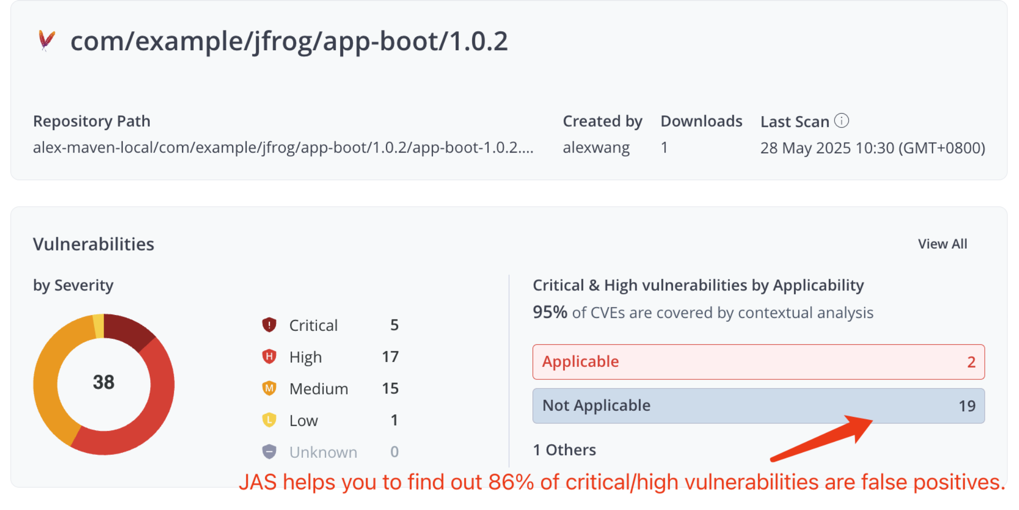 com/example/jfrog/app-boot/1.0.2
Repository Path
Created by
Downloads
Last Scan
alex-maven-local/com/example/jfrog/app-boot/1.0.2/app-boot-1.0.2....
alexwang
1
28 May 2025 10:30 (GMT+0800)
Vulnerabilities
View All
by Severity
38
Critical 5
High 17
Medium 15
Low 1
Unknown 0
Critical & High vulnerabilities by Applicability
95% of CVEs are covered by contextual analysis
Applicable 2
Not Applicable 19
1 Others
JAS helps you to find out 86% of critical/high vulnerabilities are false positives.